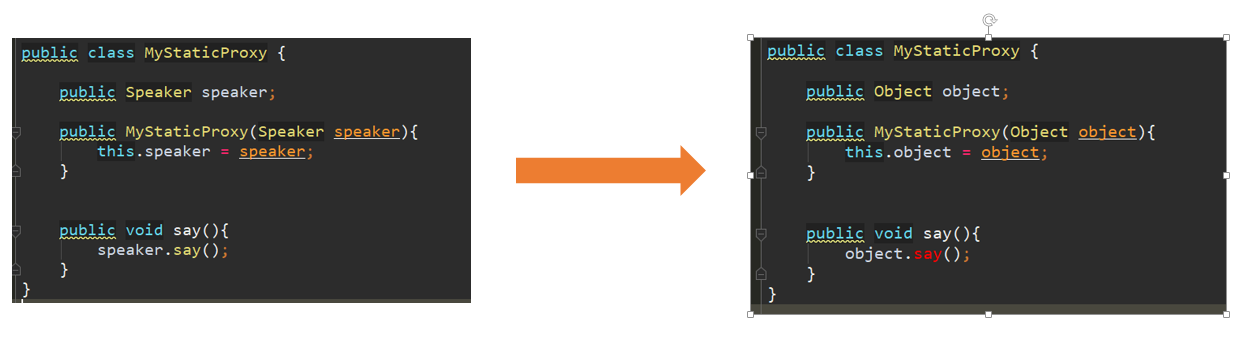 public class MyStaticProxy {
public Speaker speaker;
public MyStaticProxy(Speaker speaker){
this.speaker = speaker;
}
public void say(){
speaker.say();
}
}
public class MyStaticProxy {
public Object object;
public MyStaticProxy(Object object){
this.object = object;
}
public void say(){
object.say();
}
}